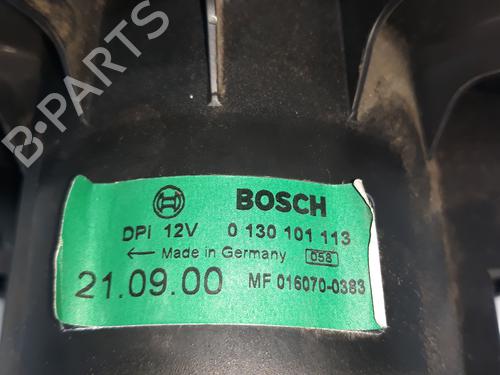 B-PARTS
BOSCH
DPI 12V 0 130 101 113
← Made in Germany 058
21.09.00 MF 016070-0383